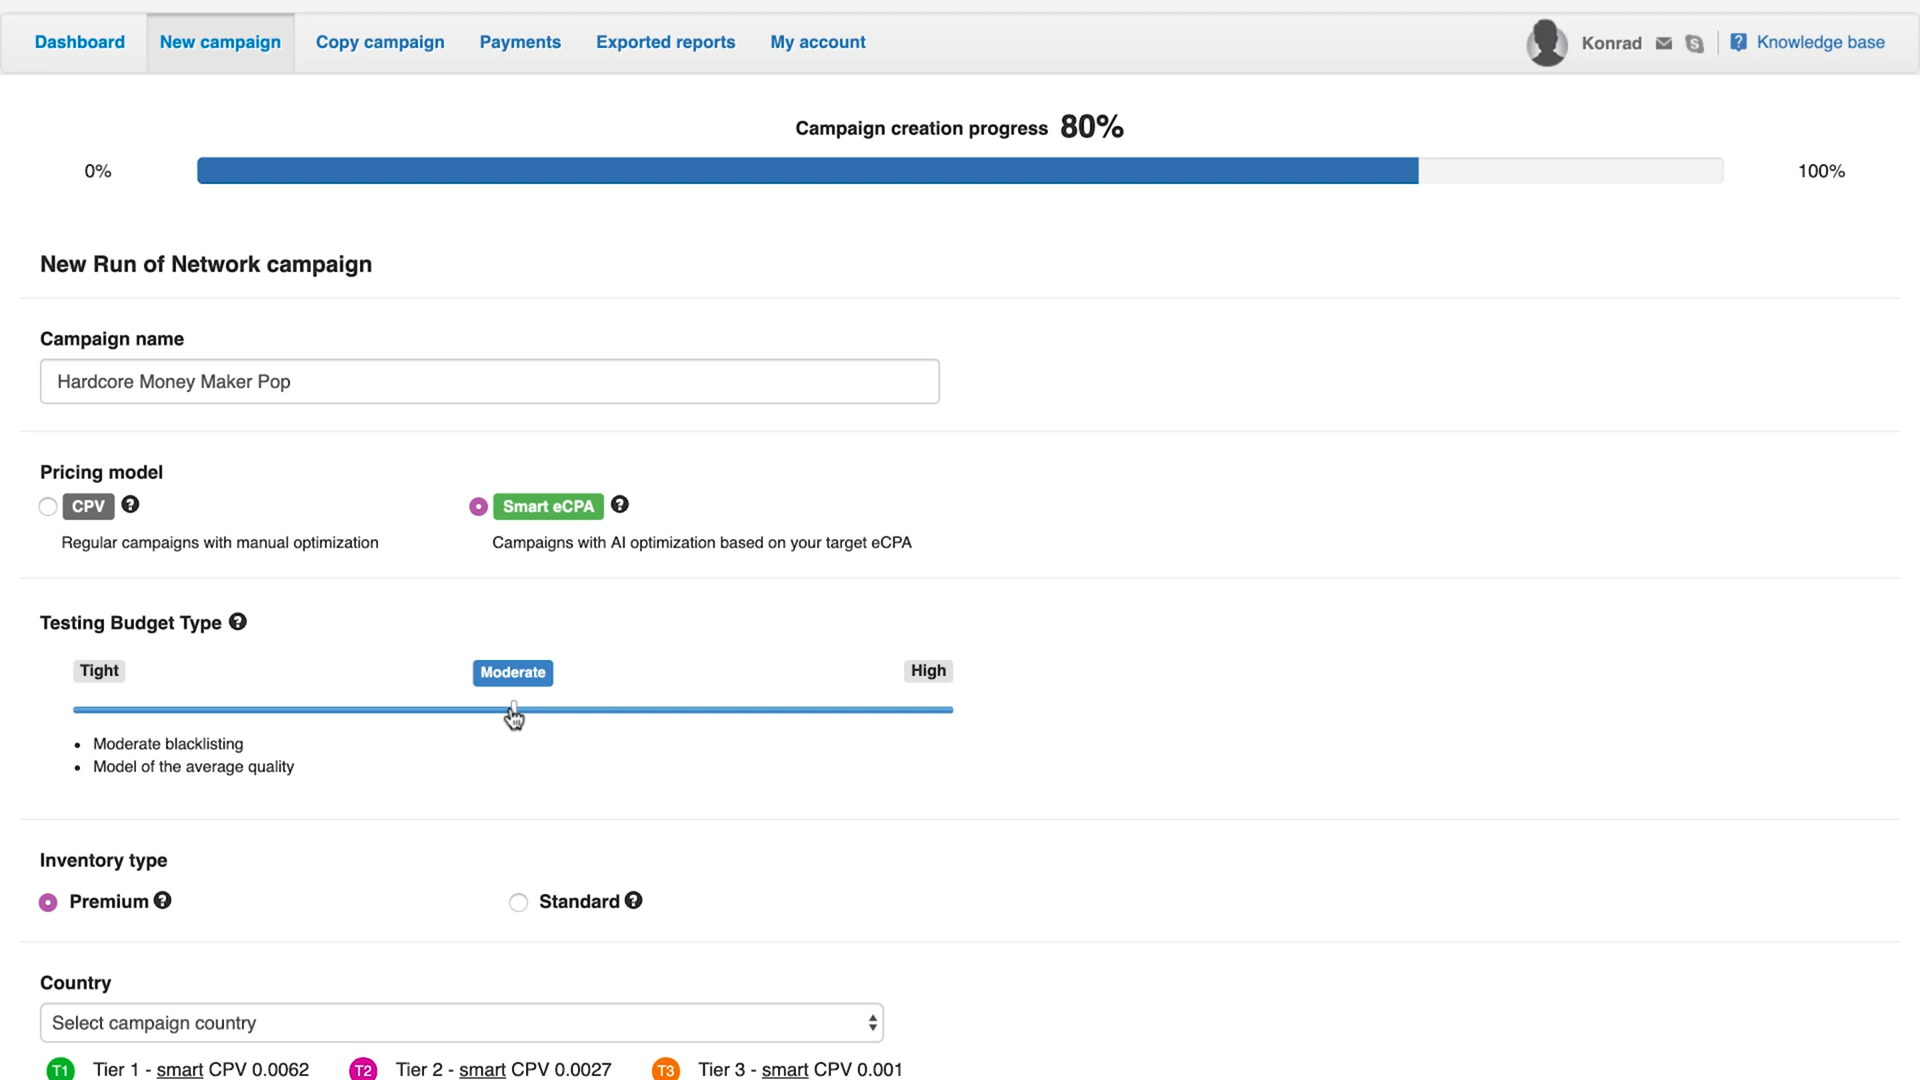 Dashboard New campaign Copy campaign Payments Exported reports My account Konrad Knowledge base
Campaign creation progress 80%
0% 100%
New Run of Network campaign
Campaign name
Hardcore Money Maker Pop
Pricing model
CPV Smart eCPA
Regular campaigns with manual optimization Campaigns with AI optimization based on your target eCPA
Testing Budget Type
Tight Moderate High
• Moderate blacklisting
• Model of the average quality
Inventory type
Premium Standard
Country
Select campaign country
T1 Tier 1 - smart CPV 0.0062 T2 Tier 2 - smart CPV 0.0027 T3 Tier 3 - smart CPV 0.001